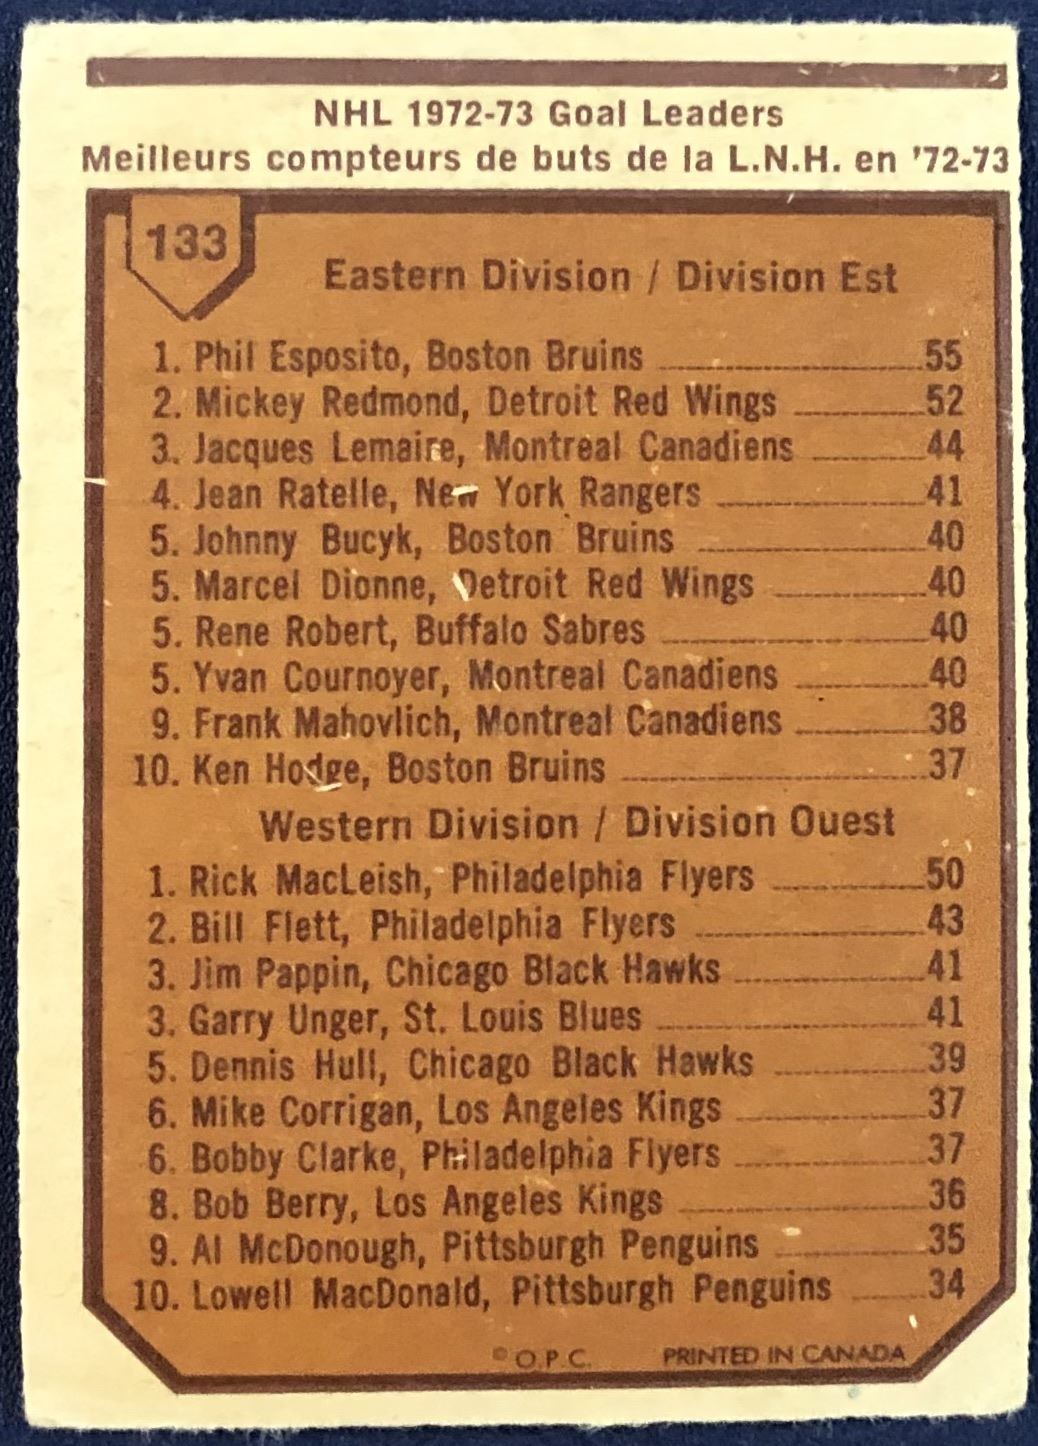 NHL 1972-73 Goal Leaders
Meilleurs compteurs de buts de la L.N.H. en '72-73
133
Eastern Division / Division Est
1. Phil Esposito, Boston Bruins 55
2. Mickey Redmond, Detroit Red Wings 52
3. Jacques Lemaire, Montreal Canadiens 44
4. Jean Ratelle, New York Rangers 41
5. Johnny Bucyk, Boston Bruins 40
5. Marcel Dionne, Detroit Red Wings 40
5. Rene Robert, Buffalo Sabres 40
5. Yvan Cournoyer, Montreal Canadiens 40
9. Frank Mahovlich, Montreal Canadiens 38
10. Ken Hodge, Boston Bruins 37
Western Division / Division Ouest
1. Rick MacLeish, Philadelphia Flyers 50
2. Bill Flett, Philadelphia Flyers 43
3. Jim Pappin, Chicago Black Hawks 41
3. Garry Unger, St. Louis Blues 41
5. Dennis Hull, Chicago Black Hawks 39
6. Mike Corrigan, Los Angeles Kings 37
6. Bobby Clarke, Philadelphia Flyers 37
8. Bob Berry, Los Angeles Kings 36
9. Al McDonough, Pittsburgh Penguins 35
10. Lowell MacDonald, Pittsburgh Penguins 34
© O.P.C. PRINTED IN CANADA